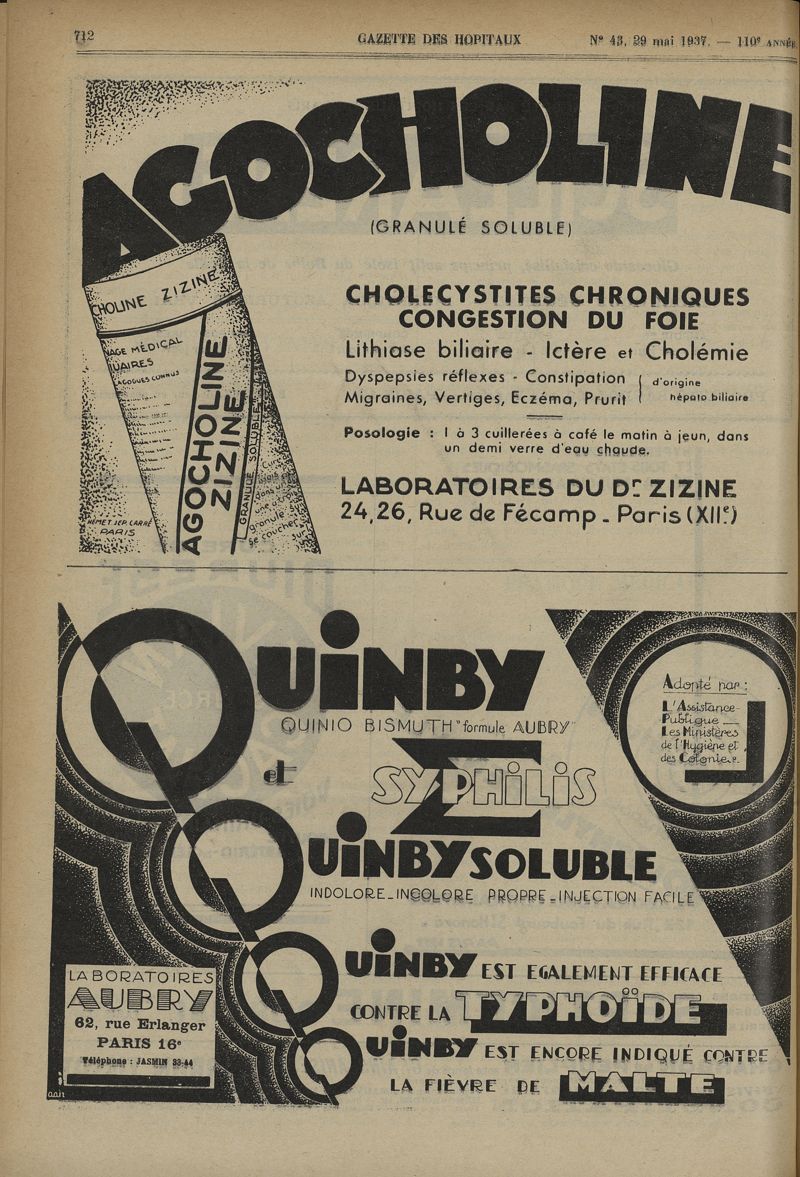 712
GAZETTE DES HOPITAUX
N° 43, 29 mai 1937. — 110e ANNÉE
AGOCHOLINE
(GRANULÉ SOLUBLE)
CHOLINE ZIZINE
NAGE MÉDICAL
AGOGUES CONNUS
AGOCHOLINE
ZIZINE
GRANULÉ SOLUBLE
HÉMET JEP CARRÉ
PARIS
CHOLECYSTITES CHRONIQUES
CONGESTION DU FOIE
Lithiase biliaire - Ictère et Cholémie
Dyspepsies réflexes - Constipation
Migraines, Vertiges, Eczéma, Prurit
d'origine
hépato biliaire
Posologie : 1 à 3 cuillerées à café le matin à jeun, dans
un demi verre d'eau chaude.
LABORATOIRES DU Dr ZIZINE
24,26, Rue de Fécamp - Paris (XIIe)
QUINBY
QUINIO BISMUTH "formule AUBRY"
et
SYPHILIS
QUINBY SOLUBLE
INDOLORE - INCOLORE PROPRE - INJECTION FACILE
Adopté par :
L'Assistance-
Publique —
Les Ministères
de l'Hygiène et
des Colonies.
QUINBY EST EGALEMENT EFFICACE
CONTRE LA TYPHOÏDE
QUINBY EST ENCORE INDIQUÉ CONTRE
LA FIÈVRE DE MALTE
LABORATOIRES
AUBRY
62, rue Erlanger
PARIS 16e
Téléphone : JASMIN 33-44